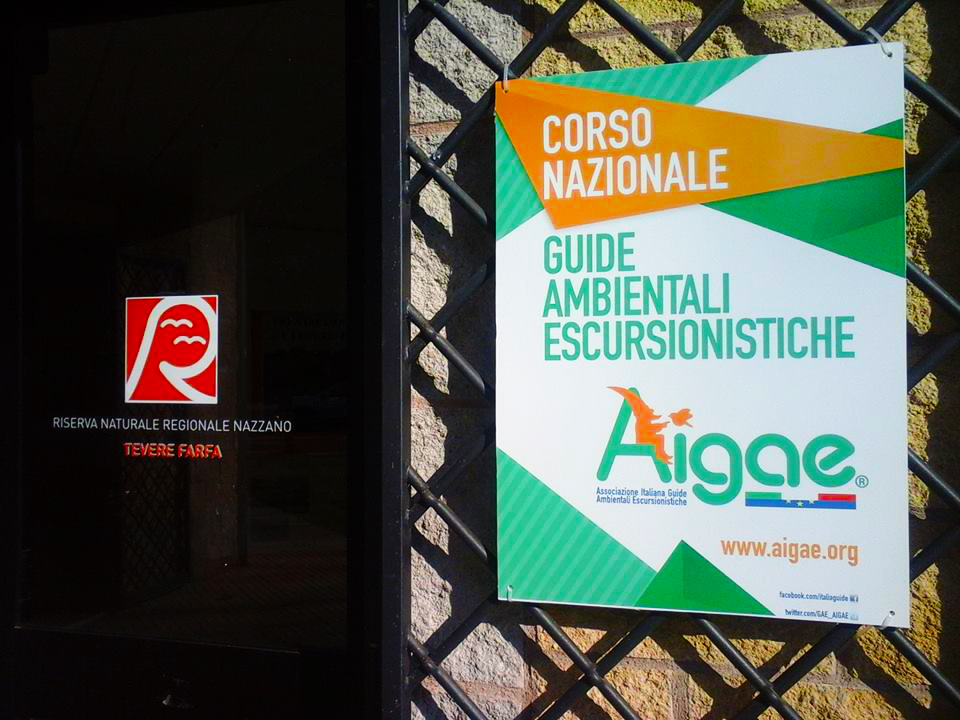 RISERVA NATURALE REGIONALE NAZZANO
TEVERE FARFA
CORSO
NAZIONALE
GUIDE
AMBIENTALI
ESCURSIONISTICHE
Aigae®
Associazione Italiana Guide
Ambientali Escursionistiche
www.aigae.org
facebook.com/italiaguide
twitter.com/GAE_AIGAE